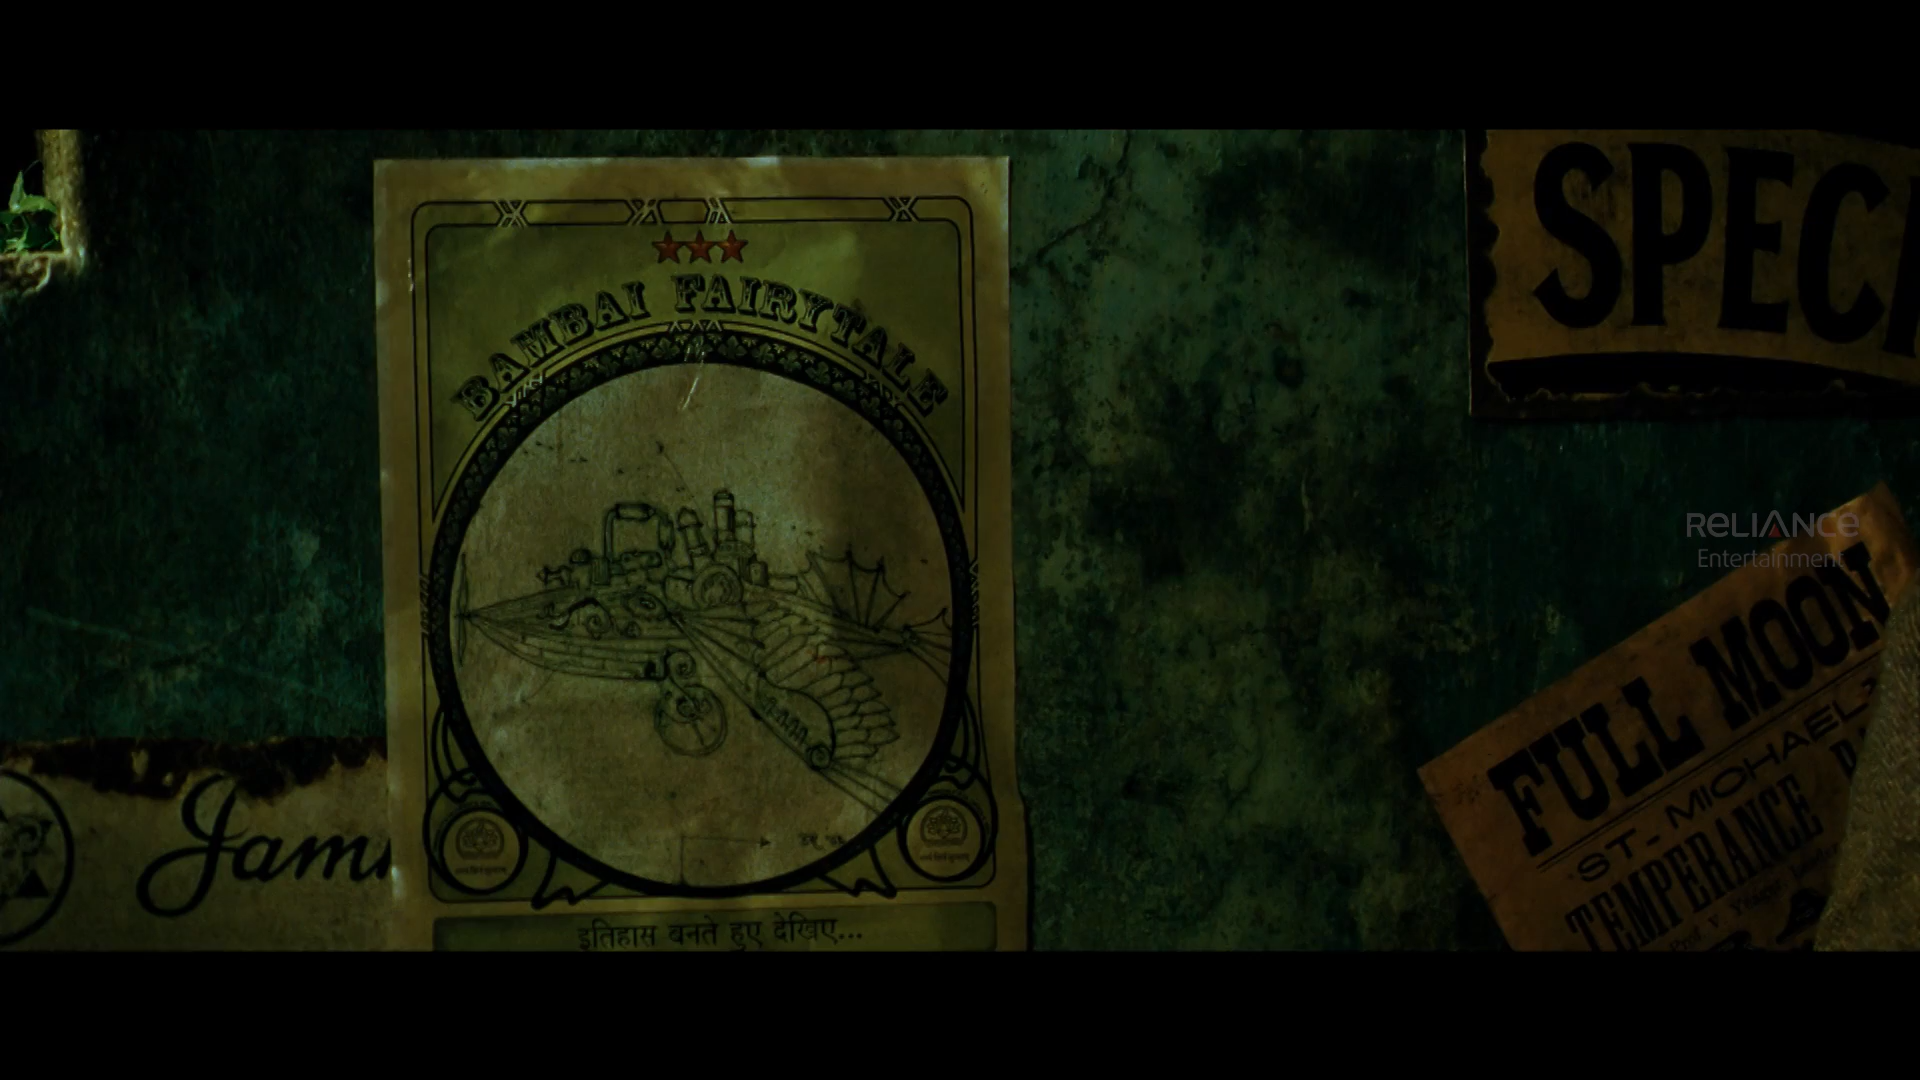 SPEC
BAMBAI FAIRYTALE
RELIANCE
Entertainment
FULL MOON
ST- MICHAEL
TEMPERANCE
Jam
इतिहास बनते हुए देखिए...